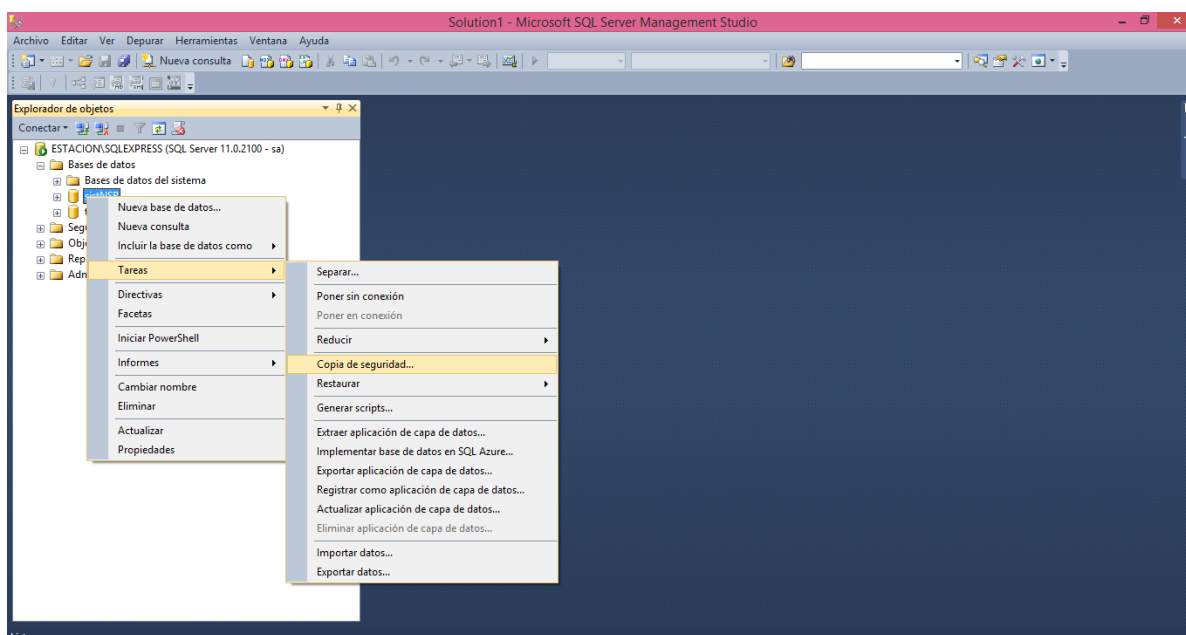 Solution1 - Microsoft SQL Server Management Studio
Archivo Editar Ver Depurar Herramientas Ventana Ayuda
Nueva consulta
Explorador de objetos
Conectar
ESTACION\SQLEXPRESS (SQL Server 11.0.2100 - sa)
Bases de datos
Bases de datos del sistema
Nueva base de datos...
Nueva consulta
Incluir la base de datos como
Tareas
Directivas
Facetas
Iniciar PowerShell
Informes
Cambiar nombre
Eliminar
Actualizar
Propiedades
Separar...
Poner sin conexión
Poner en conexión
Reducir
Copia de seguridad...
Restaurar
Generar scripts...
Extraer aplicación de capa de datos...
Implementar base de datos en SQL Azure...
Exportar aplicación de capa de datos...
Registrar como aplicación de capa de datos...
Actualizar aplicación de capa de datos...
Eliminar aplicación de capa de datos...
Importar datos...
Exportar datos...